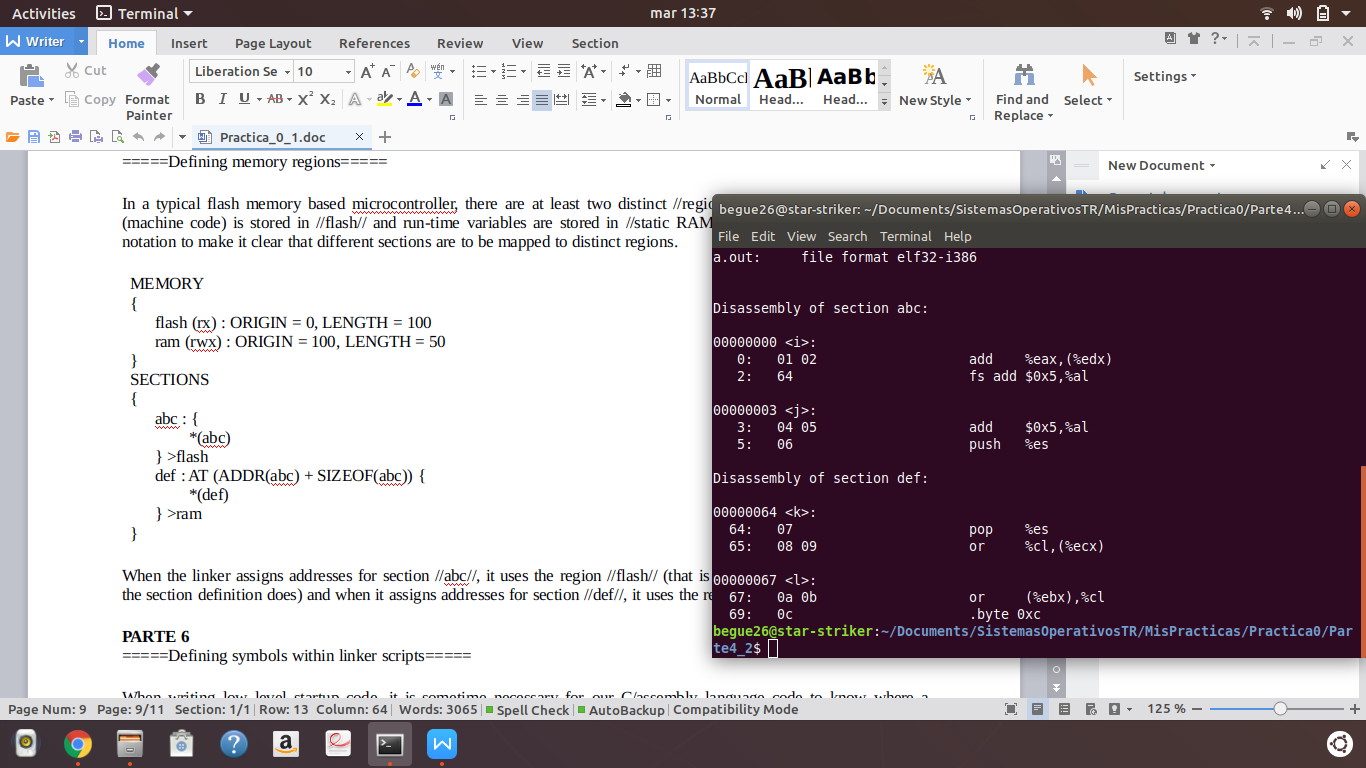 Activities Terminal mar 13:37
Writer Home Insert Page Layout References Review View Section
Cut Liberation Se 10 AaBbCcl AaBl AaBb Settings
Paste Copy Format Painter B I U AB X² X₂ A Normal Head... Head... New Style Find and Replace Select
Practica_0_1.doc
=====Defining memory regions=====
In a typical flash memory based microcontroller, there are at least two distinct //regio
(machine code) is stored in //flash// and run-time variables are stored in //static RAM
notation to make it clear that different sections are to be mapped to distinct regions.
MEMORY
{
flash (rx) : ORIGIN = 0, LENGTH = 100
ram (rwx) : ORIGIN = 100, LENGTH = 50
}
SECTIONS
{
abc : {
*(abc)
} >flash
def : AT (ADDR(abc) + SIZEOF(abc)) {
*(def)
} >ram
}
When the linker assigns addresses for section //abc//, it uses the region //flash// (that is
the section definition does) and when it assigns addresses for section //def//, it uses the re
PARTE 6
=====Defining symbols within linker scripts=====
When writing low level startup code, it is sometime necessary for our C/assembly language code to know where a
New Document
begue26@star-striker: ~/Documents/SistemasOperativosTR/MisPracticas/Practica0/Parte4...
File Edit View Search Terminal Help
a.out:     file format elf32-i386
Disassembly of section abc:
00000000 <i>:
0:   01 02                   add    %eax,(%edx)
2:   64                      fs add $0x5,%al
00000003 <j>:
3:   04 05                   add    $0x5,%al
5:   06                      push   %es
Disassembly of section def:
00000064 <k>:
64:   07                      pop    %es
65:   08 09                   or     %cl,(%ecx)
00000067 <l>:
67:   0a 0b                   or     (%ebx),%cl
69:   0c                      .byte 0xc
begue26@star-striker:~/Documents/SistemasOperativosTR/MisPracticas/Practica0/Par
te4_2$
Page Num: 9 Page: 9/11 Section: 1/1 Row: 13 Column: 64 Words: 3065 Spell Check AutoBackup Compatibility Mode 125 %